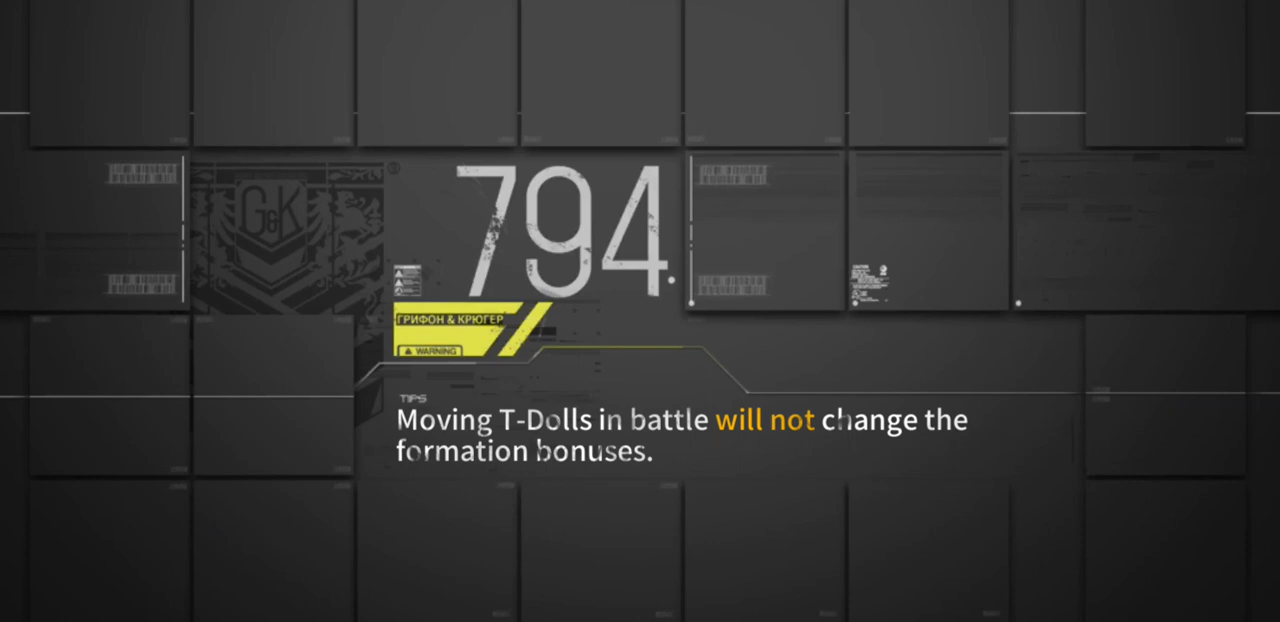 G&K
794.
ГРИФОН & КРЮГЕР
WARNING
TIPS
Moving T-Dolls in battle will not change the
formation bonuses.